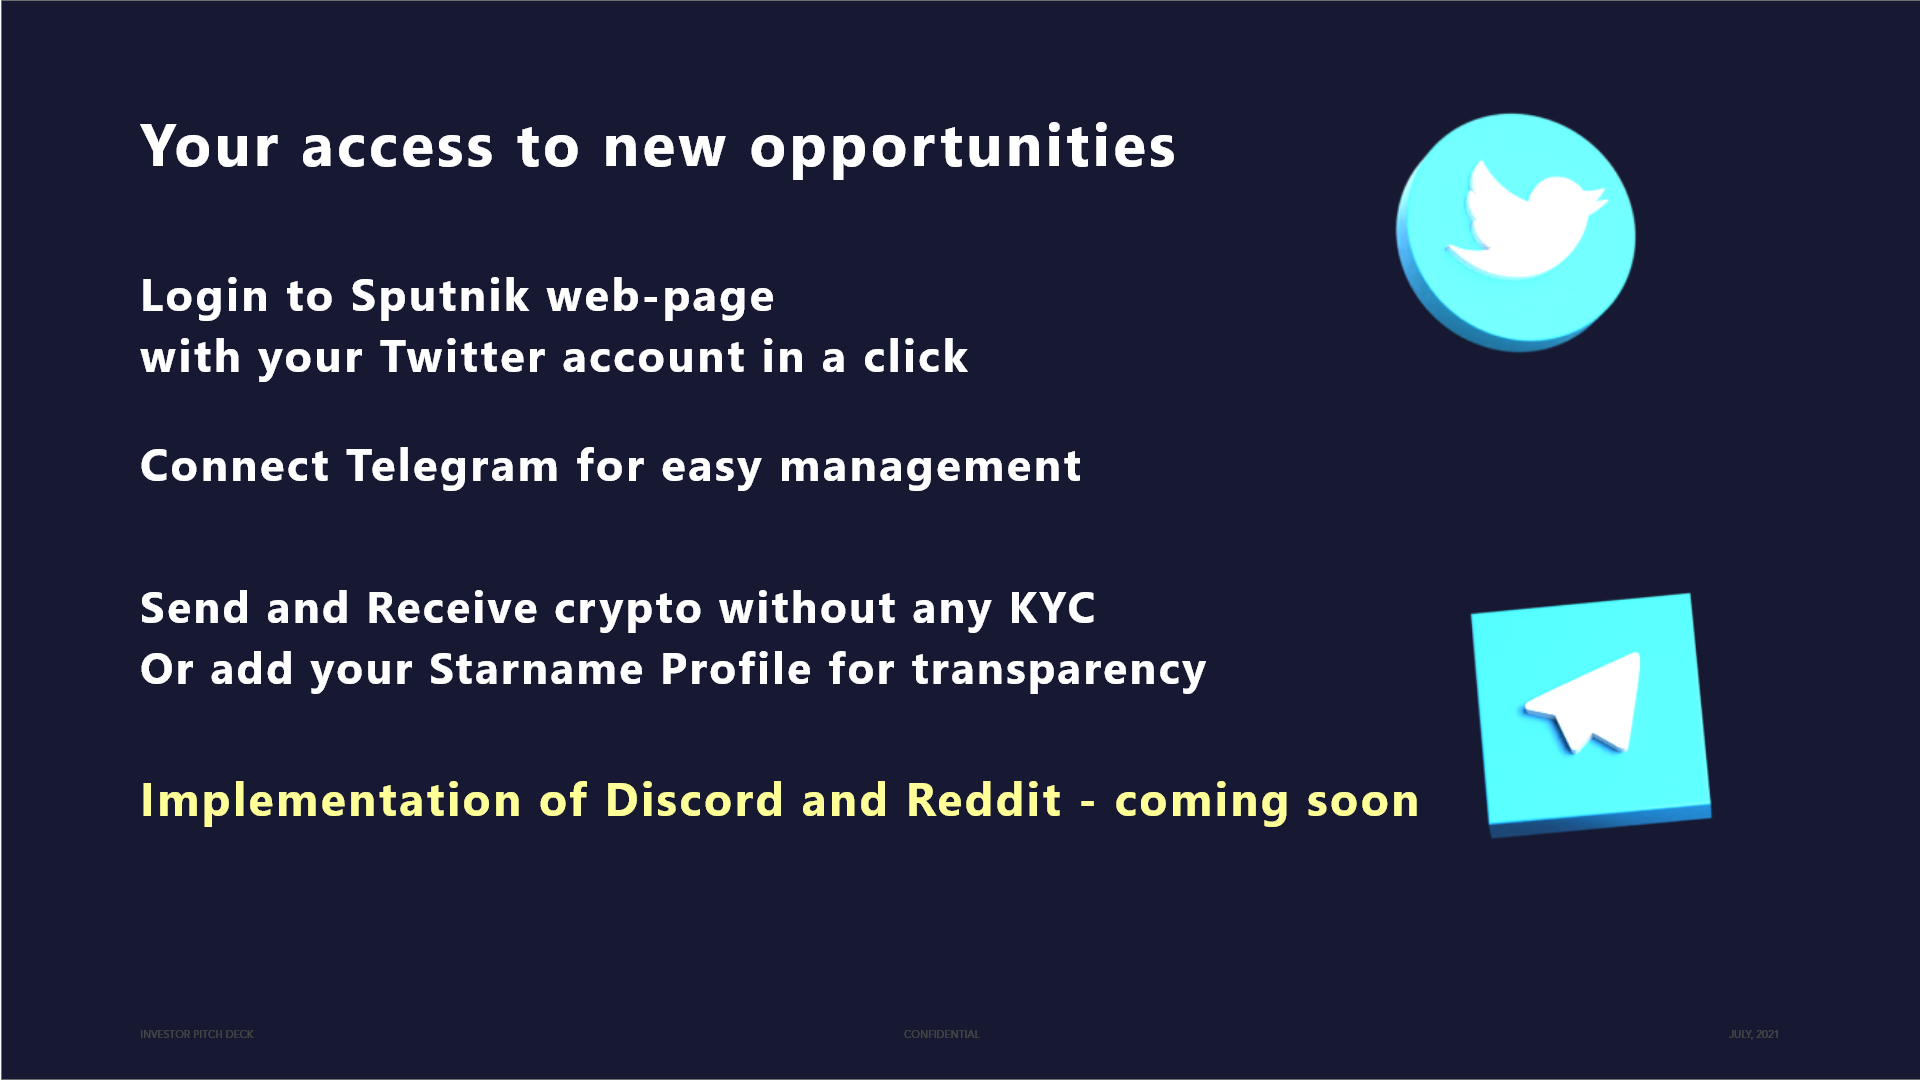 Your access to new opportunities
Login to Sputnik web-page
with your Twitter account in a click
Connect Telegram for easy management
Send and Receive crypto without any KYC
Or add your Starname Profile for transparency
Implementation of Discord and Reddit - coming soon
INVESTOR PITCH DECK
CONFIDENTIAL
JULY, 2021